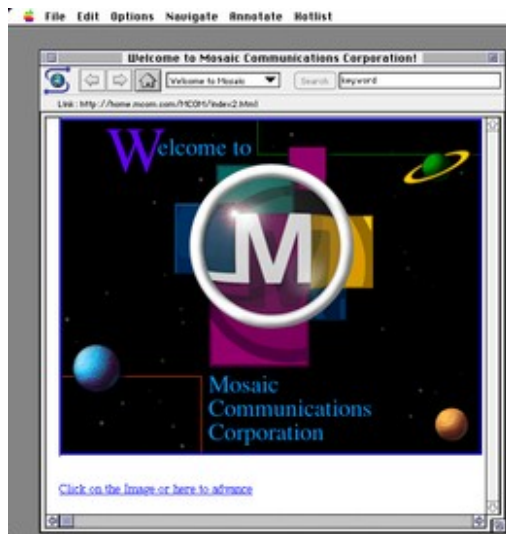 File Edit Options Navigate Annotate Hotlist
Welcome to Mosaic Communications Corporation!
Welcome to Mosaic Search keyword
Link: http://home.mcom.com/MCOM/index2.html
Welcome to
M
Mosaic
Communications
Corporation
Click on the Image or here to advance